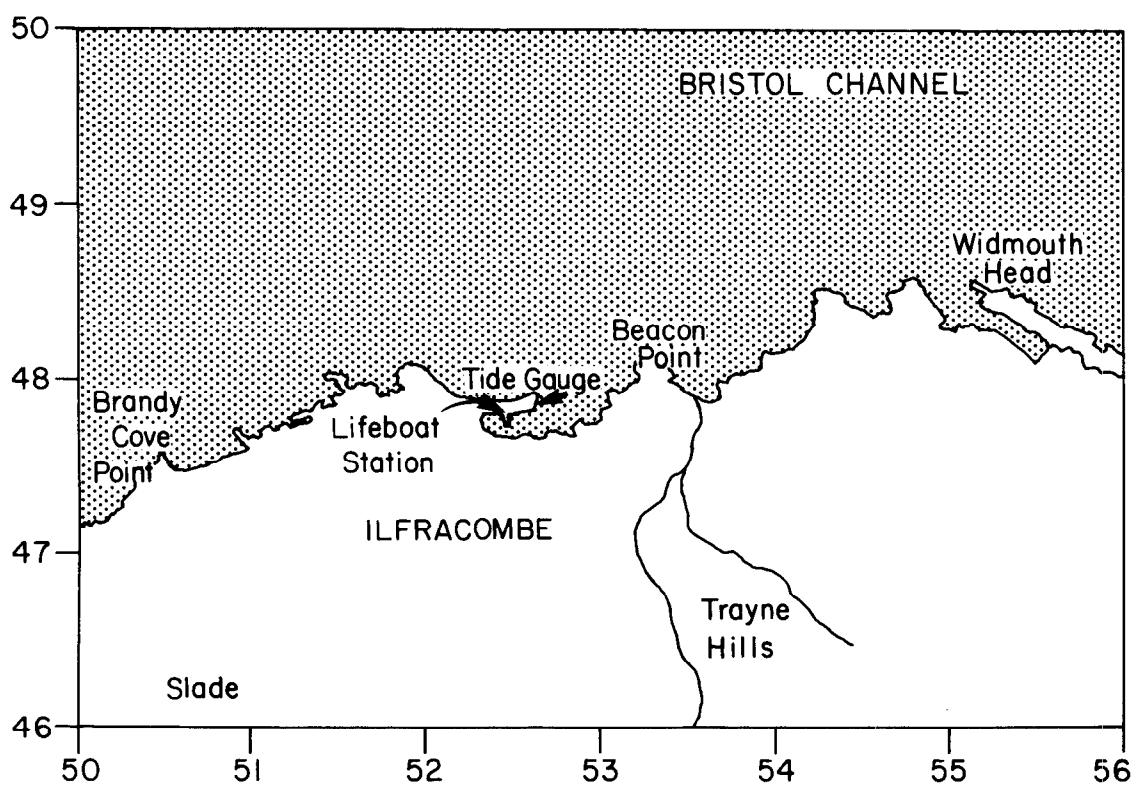 50
BRISTOL CHANNEL
49
Widmouth
Head
Beacon
Point
48
Tide Gauge
Brandy
Cove
Point
Lifeboat
Station
ILFRACOMBE
47
Trayne
Hills
Slade
46
50 51 52 53 54 55 56